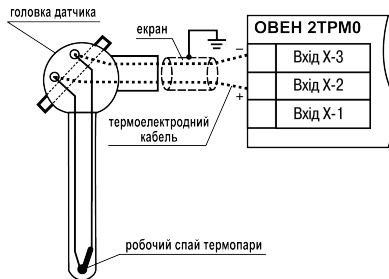 головка датчика
екран
ОВЕН 2ТРМ0
Вхід X-3
Вхід X-2
Вхід X-1
–
+
термоелектродний
кабель
робочий спай термопари